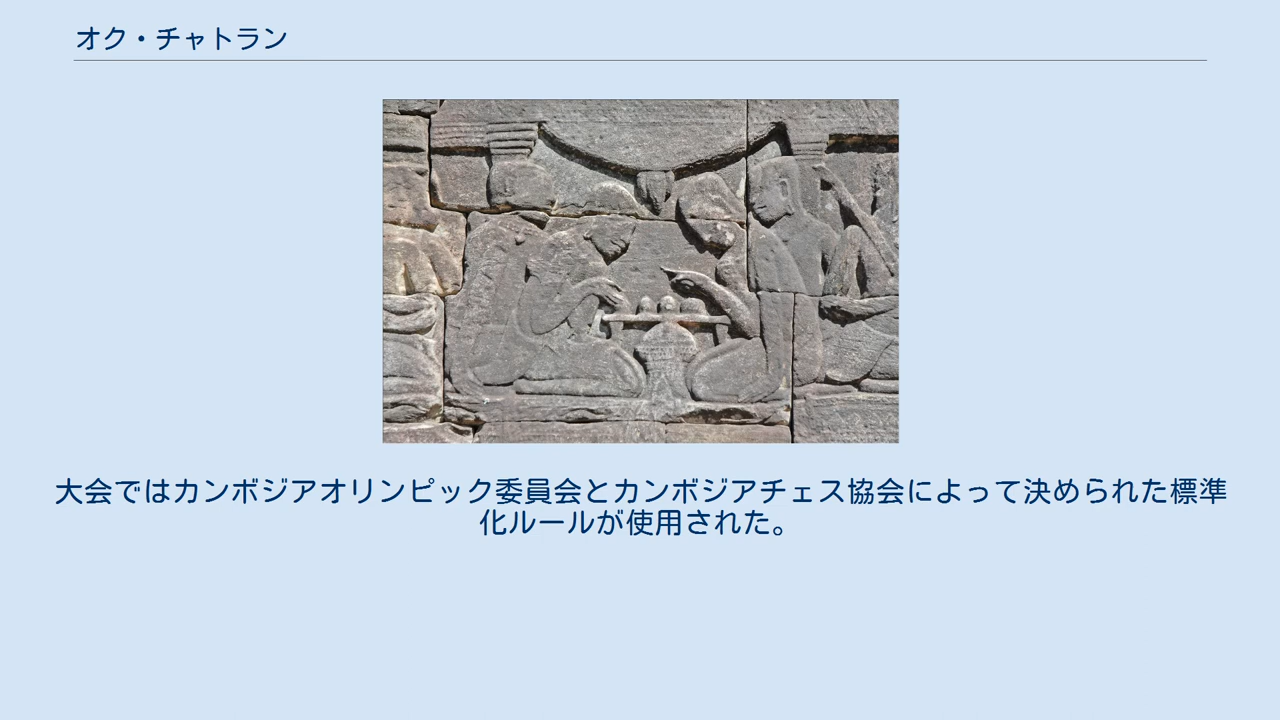 オク・チャトラン
大会ではカンボジアオリンピック委員会とカンボジアチェス協会によって決められた標準
化ルールが使用された。